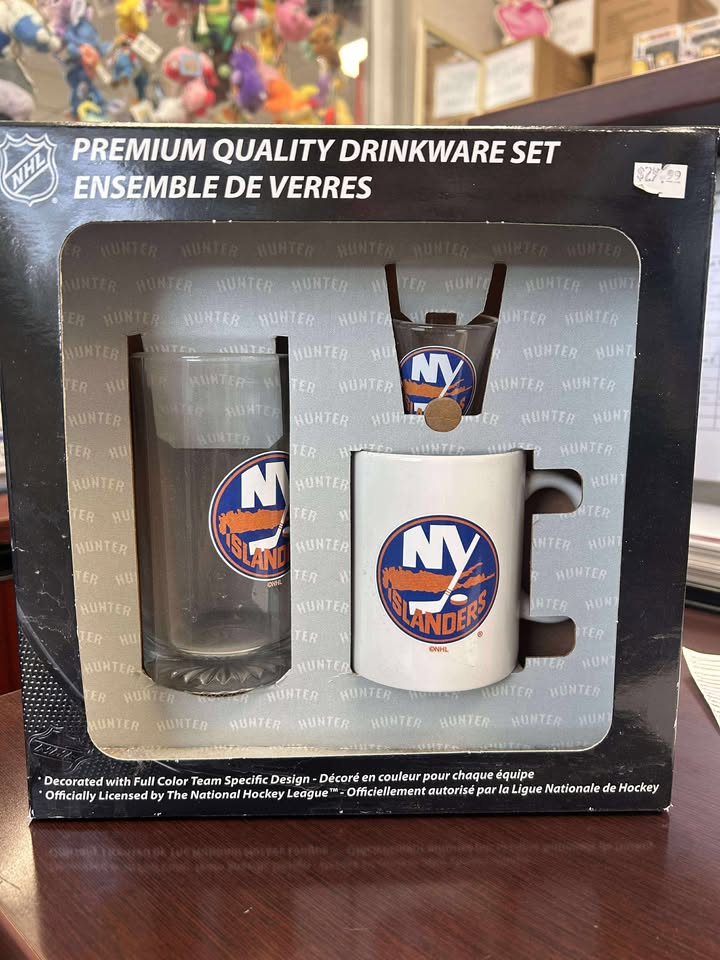 NHL
PREMIUM QUALITY DRINKWARE SET
ENSEMBLE DE VERRES
HUNTER
NY
ISLANDERS
NY
ISLANDERS
©NHL
NY
ISLAND
©NHL
* Decorated with Full Color Team Specific Design - Décoré en couleur pour chaque équipe
* Officially Licensed by The National Hockey League™ - Officiellement autorisé par la Ligue Nationale de Hockey